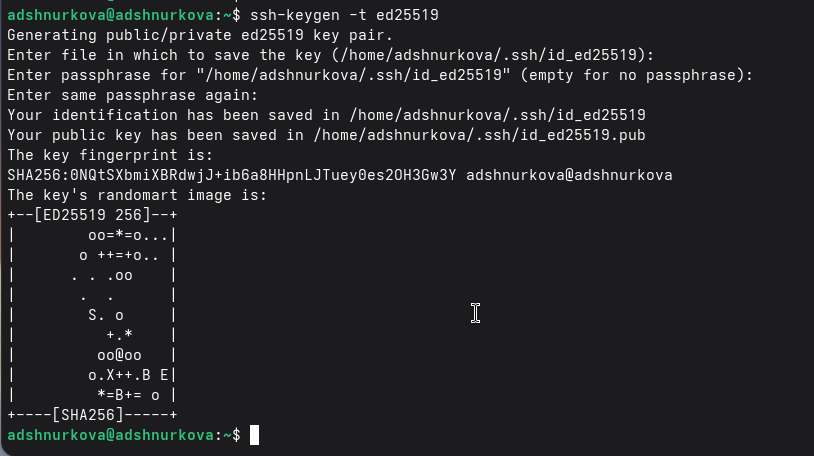 adshnurkova@adshnurkova:~$ ssh-keygen -t ed25519
Generating public/private ed25519 key pair.
Enter file in which to save the key (/home/adshnurkova/.ssh/id_ed25519):
Enter passphrase for "/home/adshnurkova/.ssh/id_ed25519" (empty for no passphrase):
Enter same passphrase again:
Your identification has been saved in /home/adshnurkova/.ssh/id_ed25519
Your public key has been saved in /home/adshnurkova/.ssh/id_ed25519.pub
The key fingerprint is:
SHA256:0NQtSXbmiXBRdwjJ+ib6a8HHpnLJTuey0es2OH3Gw3Y adshnurkova@adshnurkova
The key's randomart image is:
+--[ED25519 256]--+
|        oo=*=o...|
|       o ++=+o.. |
|      . . .oo    |
|       .  .      |
|        S. o     |
|          +.*    |
|         oo@oo   |
|        o.X++.B E|
|         *=B+= o |
+----[SHA256]-----+
adshnurkova@adshnurkova:~$